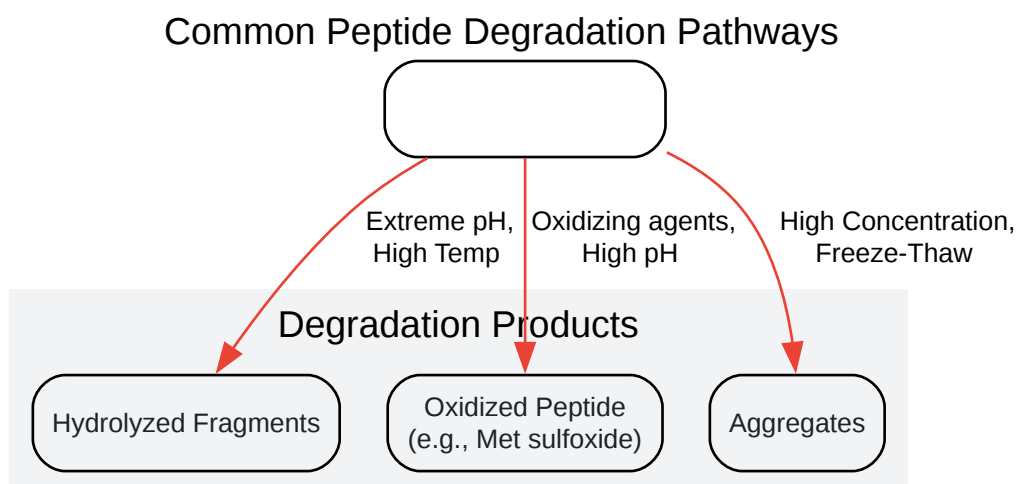 Common Peptide Degradation Pathways
Extreme pH,
High Temp
Oxidizing agents,
High pH
High Concentration,
Freeze-Thaw
Degradation Products
Hydrolyzed Fragments
Oxidized Peptide
(e.g., Met sulfoxide)
Aggregates